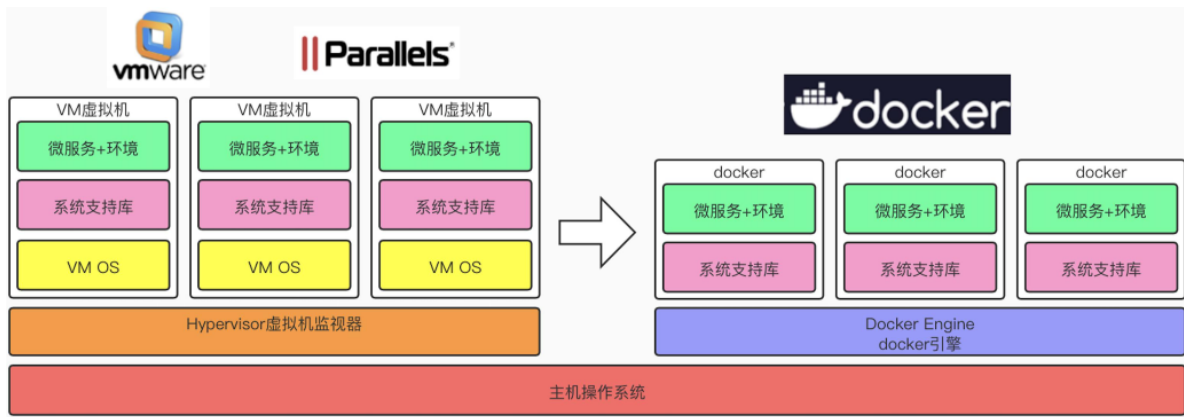 vmware
Parallels®
docker
VM虚拟机
VM虚拟机
VM虚拟机
微服务+环境
微服务+环境
微服务+环境
系统支持库
系统支持库
系统支持库
VM OS
VM OS
VM OS
Hypervisor虚拟机监视器
docker
docker
docker
微服务+环境
微服务+环境
微服务+环境
系统支持库
系统支持库
系统支持库
Docker Engine
docker引擎
主机操作系统